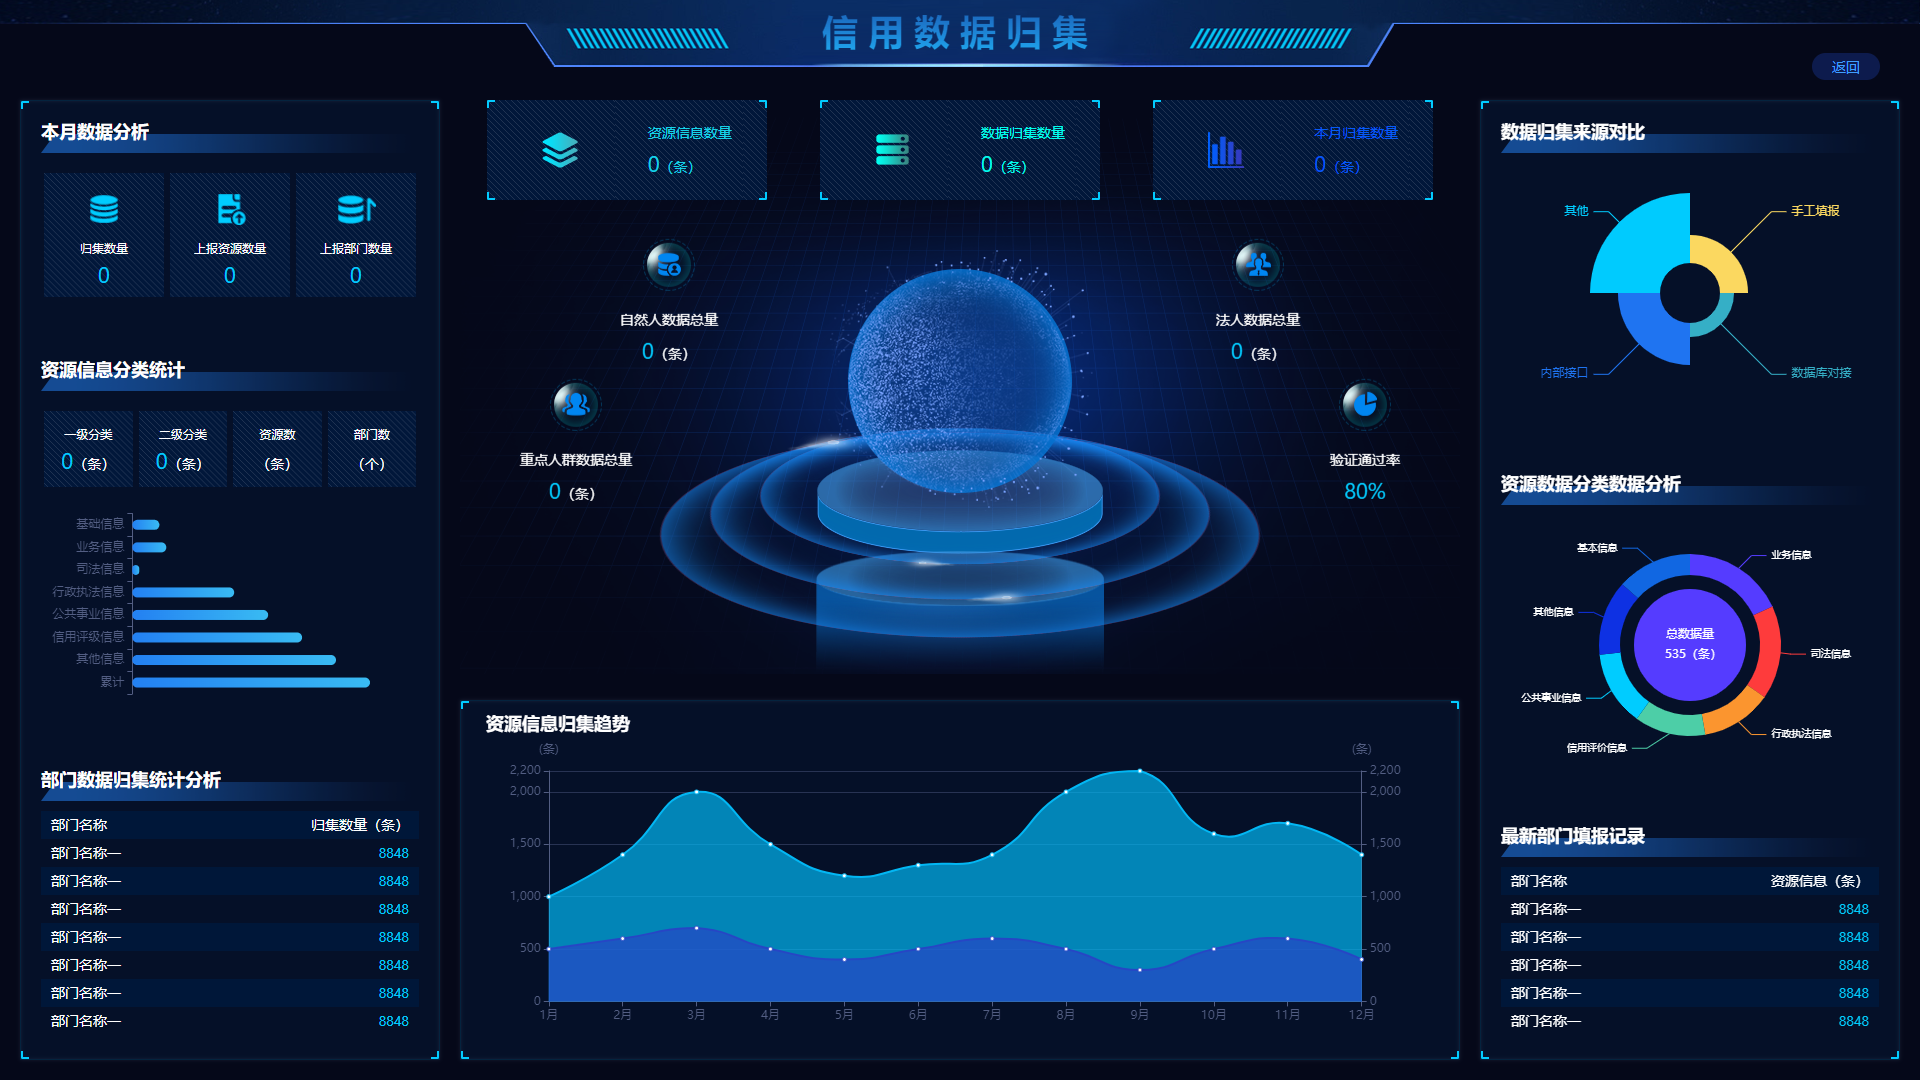 信用数据归集
返回
本月数据分析
归集数量
0
上报资源数量
0
上报部门数量
0
资源信息分类统计
一级分类
0（条）
二级分类
0（条）
资源数
（条）
部门数
（个）
基础信息
业务信息
司法信息
行政执法信息
公共事业信息
信用评级信息
其他信息
累计
部门数据归集统计分析
部门名称 归集数量（条）
部门名称一 8848
部门名称一 8848
部门名称一 8848
部门名称一 8848
部门名称一 8848
部门名称一 8848
部门名称一 8848
资源信息数量
0（条）
数据归集数量
0（条）
本月归集数量
0（条）
自然人数据总量
0（条）
法人数据总量
0（条）
重点人群数据总量
0（条）
验证通过率
80%
资源信息归集趋势
（条） （条）
2,200 2,200
2,000 2,000
1,500 1,500
1,000 1,000
500 500
0 0
1月 2月 3月 4月 5月 6月 7月 8月 9月 10月 11月 12月
数据归集来源对比
其他
手工填报
内部接口
数据库对接
资源数据分类数据分析
基本信息
业务信息
其他信息
总数据量
535（条）
司法信息
公共事业信息
行政执法信息
信用评价信息
最新部门填报记录
部门名称 资源信息（条）
部门名称一 8848
部门名称一 8848
部门名称一 8848
部门名称一 8848
部门名称一 8848